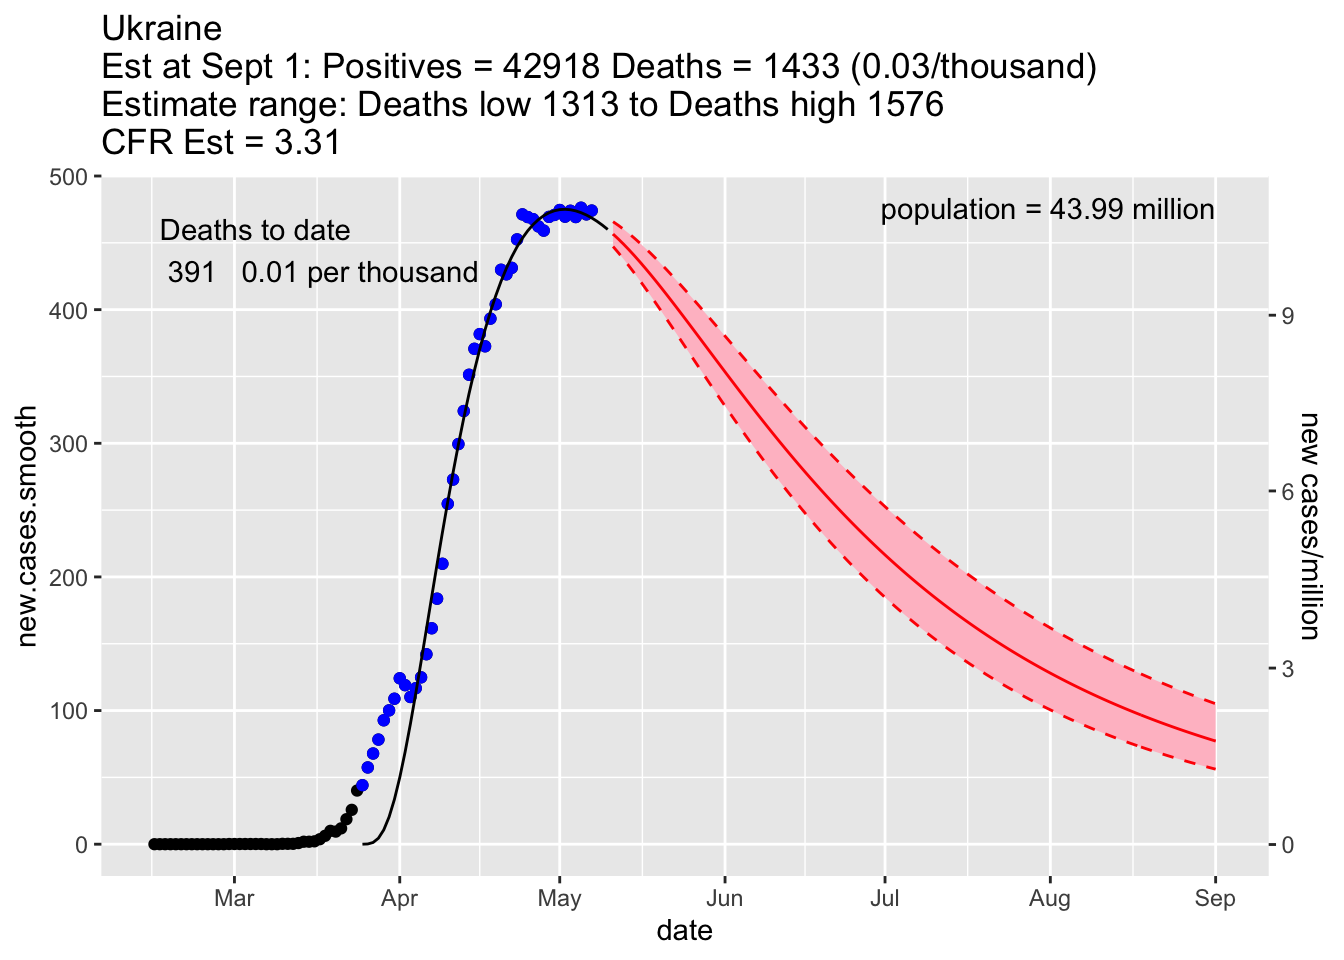 Ukraine
Est at Sept 1: Positives = 42918 Deaths = 1433 (0.03/thousand)
Estimate range: Deaths low 1313 to Deaths high 1576
CFR Est = 3.31
500
400
300
200
100
0
new.cases.smooth
Deaths to date
391 0.01 per thousand
population = 43.99 million
9
6
3
0
new cases/million
Mar Apr May Jun Jul Aug Sep
date